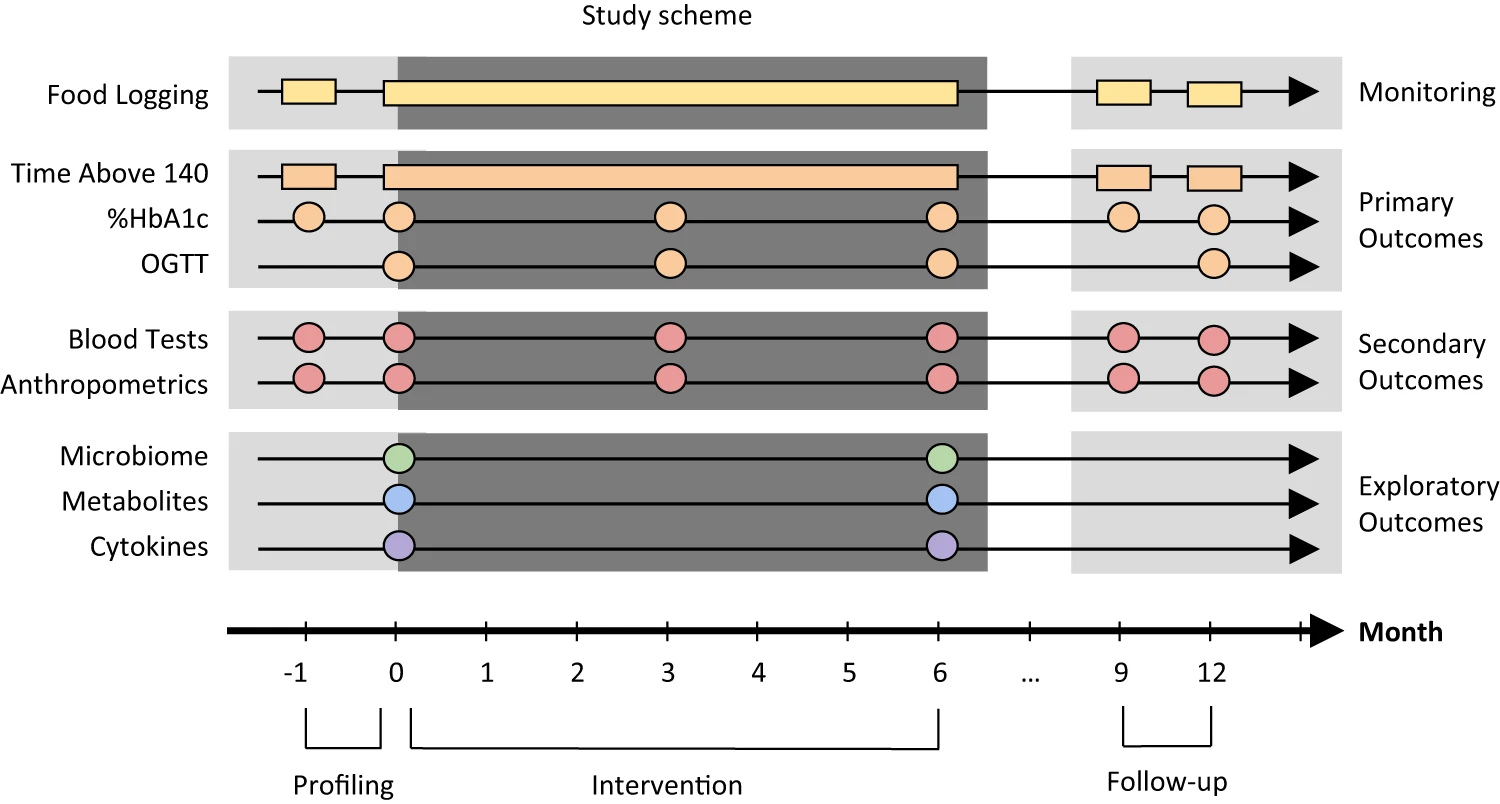 Study scheme
Food Logging
Monitoring
Time Above 140
%HbA1c
OGTT
Primary
Outcomes
Blood Tests
Anthropometrics
Secondary
Outcomes
Microbiome
Metabolites
Cytokines
Exploratory
Outcomes
Month
-1 0 1 2 3 4 5 6 ... 9 12
Profiling Intervention Follow-up